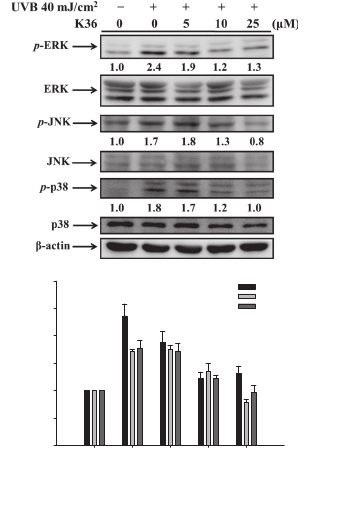 UVB 40 mJ/cm² − + + + +
K36 0 0 5 10 25 (μM)
p-ERK
1.0 2.4 1.9 1.2 1.3
ERK
p-JNK
1.0 1.7 1.8 1.3 0.8
JNK
p-p38
1.0 1.8 1.7 1.2 1.0
p38
β-actin